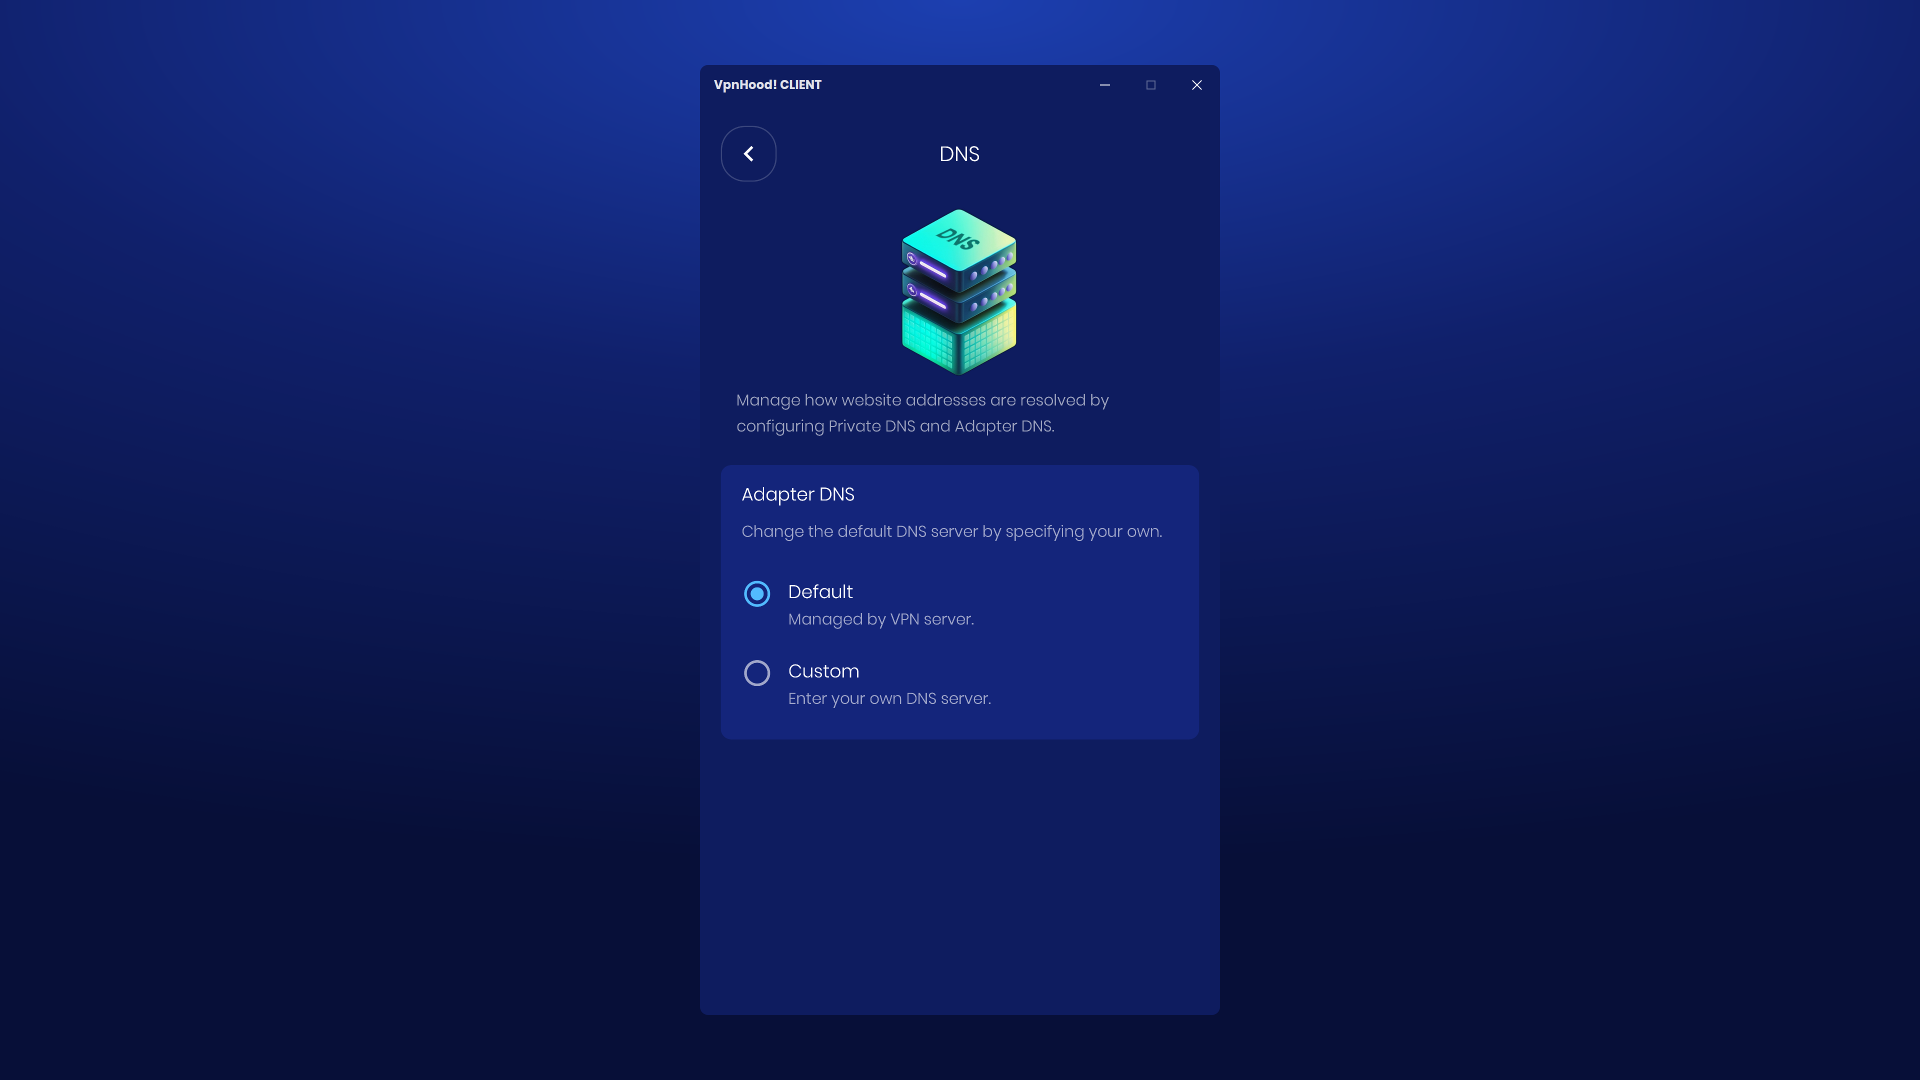 VpnHood! CLIENT
DNS
DNS
Manage how website addresses are resolved by
configuring Private DNS and Adapter DNS.
Adapter DNS
Change the default DNS server by specifying your own.
Default
Managed by VPN server.
Custom
Enter your own DNS server.